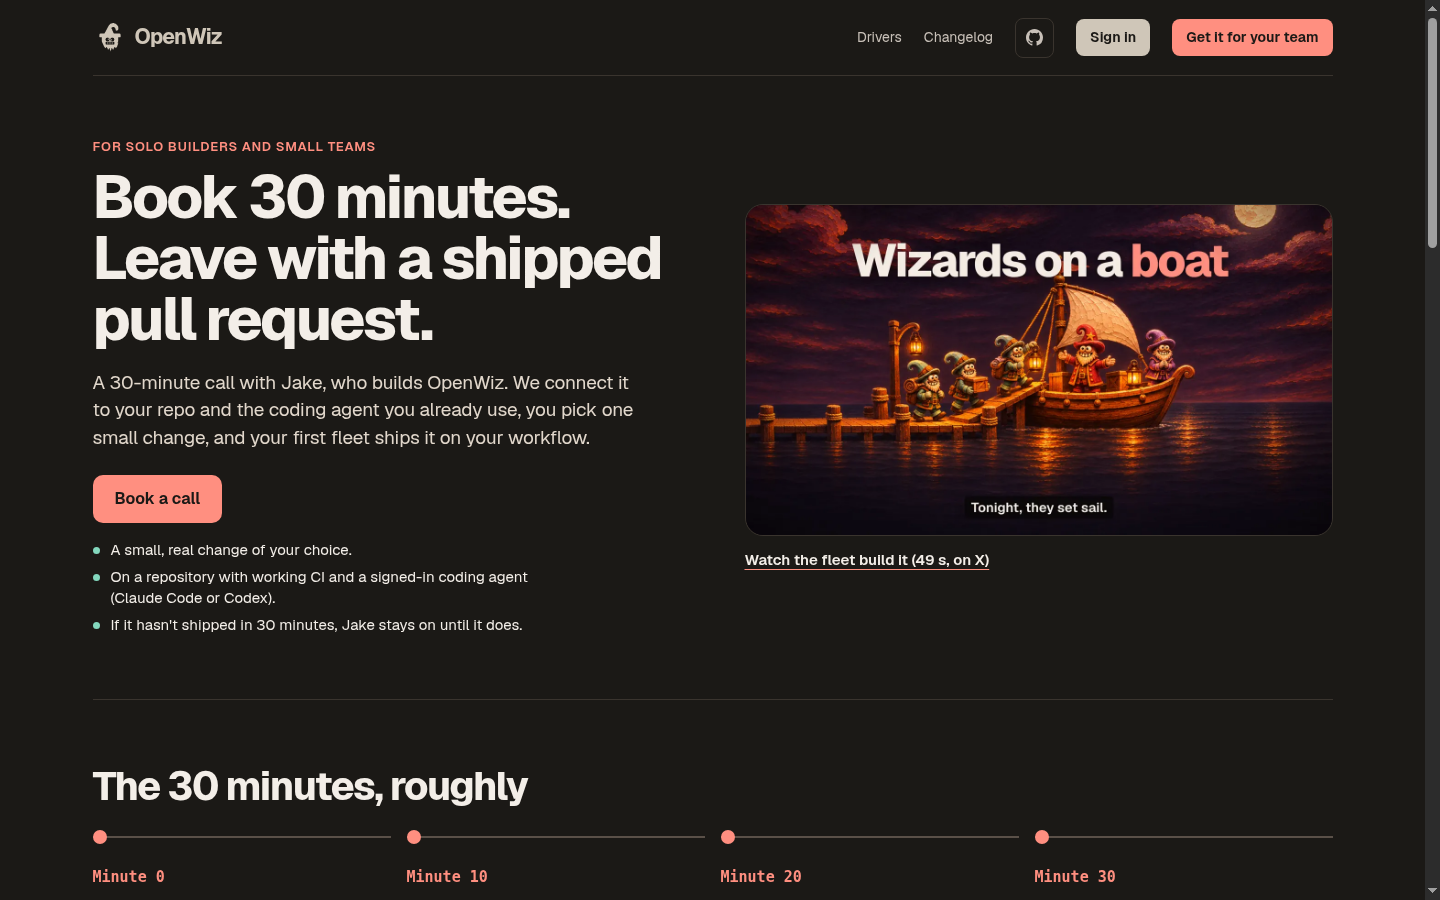 OpenWiz
Drivers
Changelog
Sign in
Get it for your team
FOR SOLO BUILDERS AND SMALL TEAMS
Book 30 minutes.
Leave with a shipped
pull request.
A 30-minute call with Jake, who builds OpenWiz. We connect it
to your repo and the coding agent you already use, you pick one
small change, and your first fleet ships it on your workflow.
Book a call
A small, real change of your choice.
On a repository with working CI and a signed-in coding agent
(Claude Code or Codex).
If it hasn't shipped in 30 minutes, Jake stays on until it does.
Wizards on a boat
Tonight, they set sail.
Watch the fleet build it (49 s, on X)
The 30 minutes, roughly
Minute 0
Minute 10
Minute 20
Minute 30